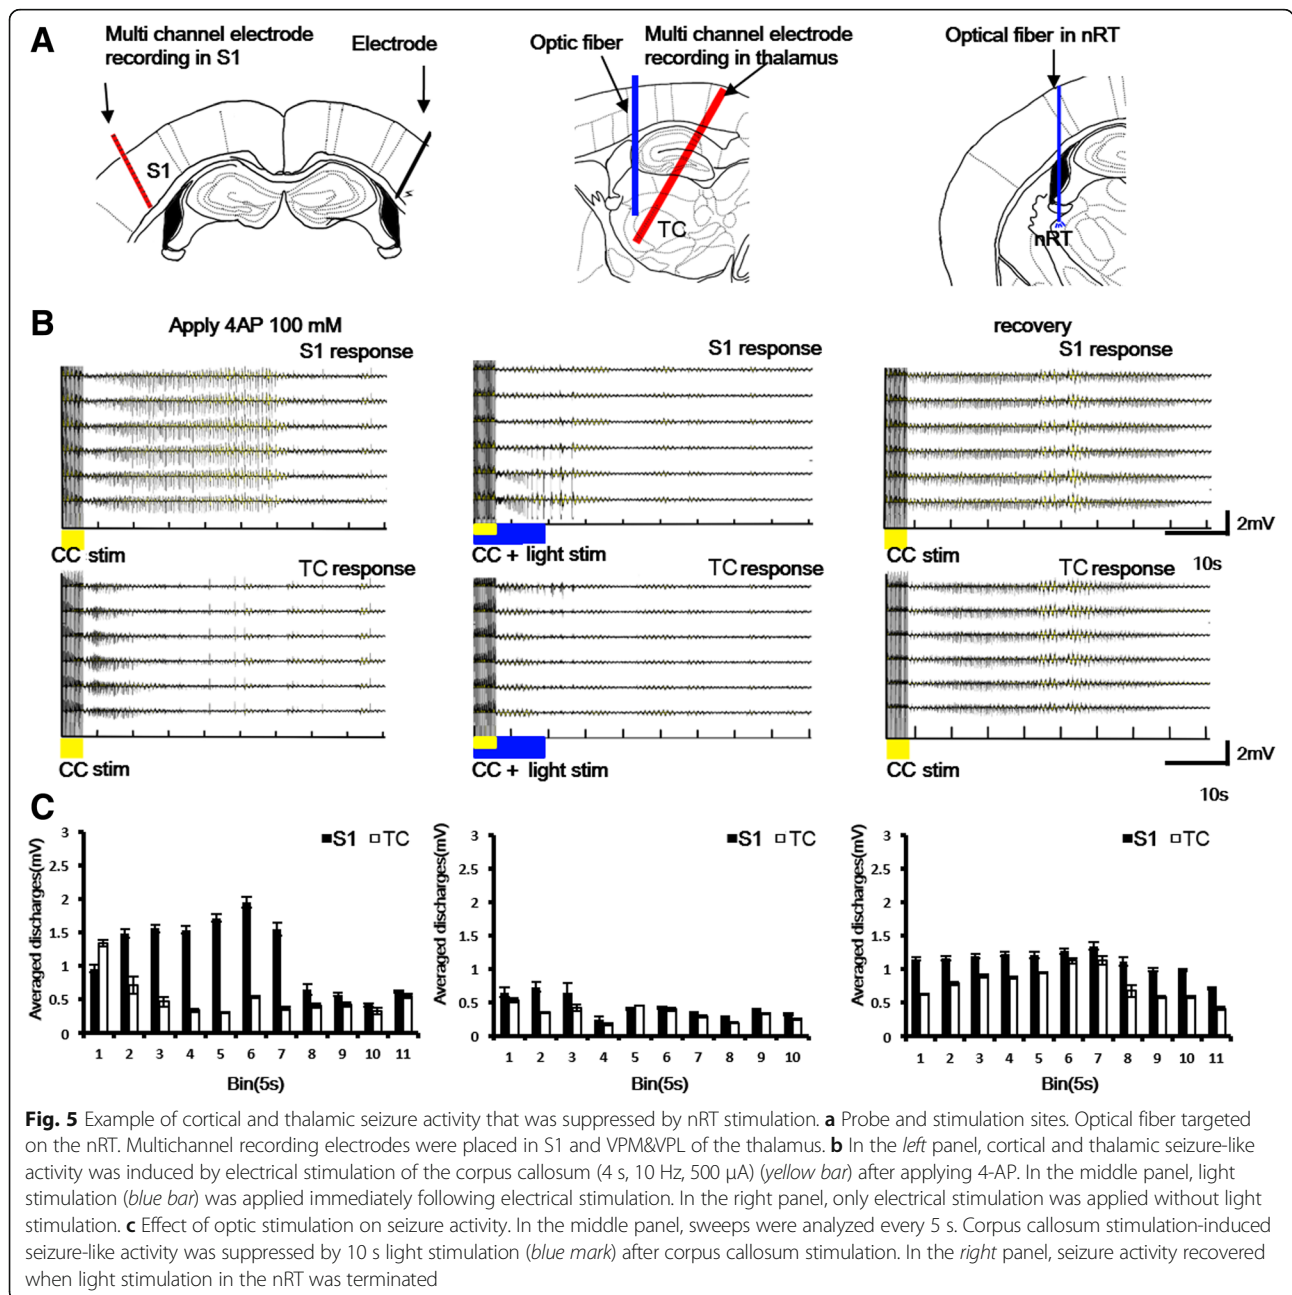 A
Multi channel electrode
recording in S1
Electrode
S1
Optic fiber
Multi channel electrode
recording in thalamus
TC
Optical fiber in nRT
nRT
B
Apply 4AP 100 mM
S1 response
CC stim
TC response
CC stim
S1 response
CC + light stim
TC response
CC + light stim
recovery
S1 response
2mV
10s
CC stim
TC response
2mV
10s
CC stim
C
Averaged discharges(mV)
3
2.5
2
1.5
1
0.5
0
S1 TC
1 2 3 4 5 6 7 8 9 10 11
Bin(5s)
Averaged discharges(mV)
3
2.5
2
1.5
1
0.5
0
S1 TC
1 2 3 4 5 6 7 8 9 10
Bin(5s)
Averaged discharges(mV)
3
2.5
2
1.5
1
0.5
0
S1 TC
1 2 3 4 5 6 7 8 9 10 11
Bin(5s)
Fig. 5 Example of cortical and thalamic seizure activity that was suppressed by nRT stimulation. a Probe and stimulation sites. Optical fiber targeted
on the nRT. Multichannel recording electrodes were placed in S1 and VPM&VPL of the thalamus. b In the left panel, cortical and thalamic seizure-like
activity was induced by electrical stimulation of the corpus callosum (4 s, 10 Hz, 500 μA) (yellow bar) after applying 4-AP. In the middle panel, light
stimulation (blue bar) was applied immediately following electrical stimulation. In the right panel, only electrical stimulation was applied without light
stimulation. c Effect of optic stimulation on seizure activity. In the middle panel, sweeps were analyzed every 5 s. Corpus callosum stimulation-induced
seizure-like activity was suppressed by 10 s light stimulation (blue mark) after corpus callosum stimulation. In the right panel, seizure activity recovered
when light stimulation in the nRT was terminated